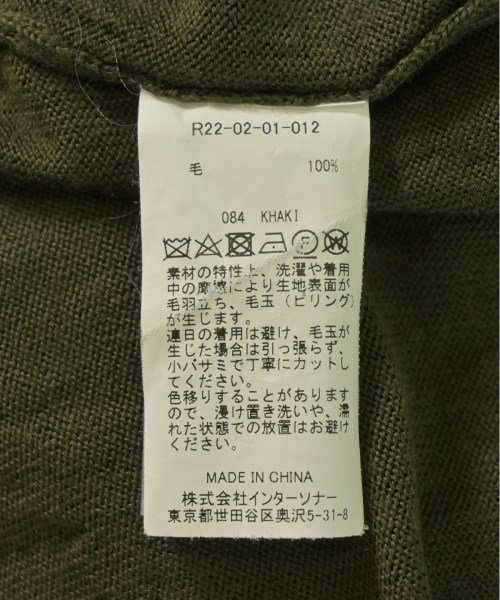 R22-02-01-012
毛 100%
084 KHAKI
素材の特性上、洗濯や着用
中の摩擦により生地表面が
毛羽立ち、毛玉（ピリング）
が生じます。
連日の着用は避け、毛玉が
生じた場合は引っ張らず、
小バサミで丁寧にカットし
てください。
色移りすることがあります
ので、浸け置き洗いや、濡
れた状態での放置はお避け
ください。
MADE IN CHINA
株式会社インターソナー
東京都世田谷区奥沢5-31-8